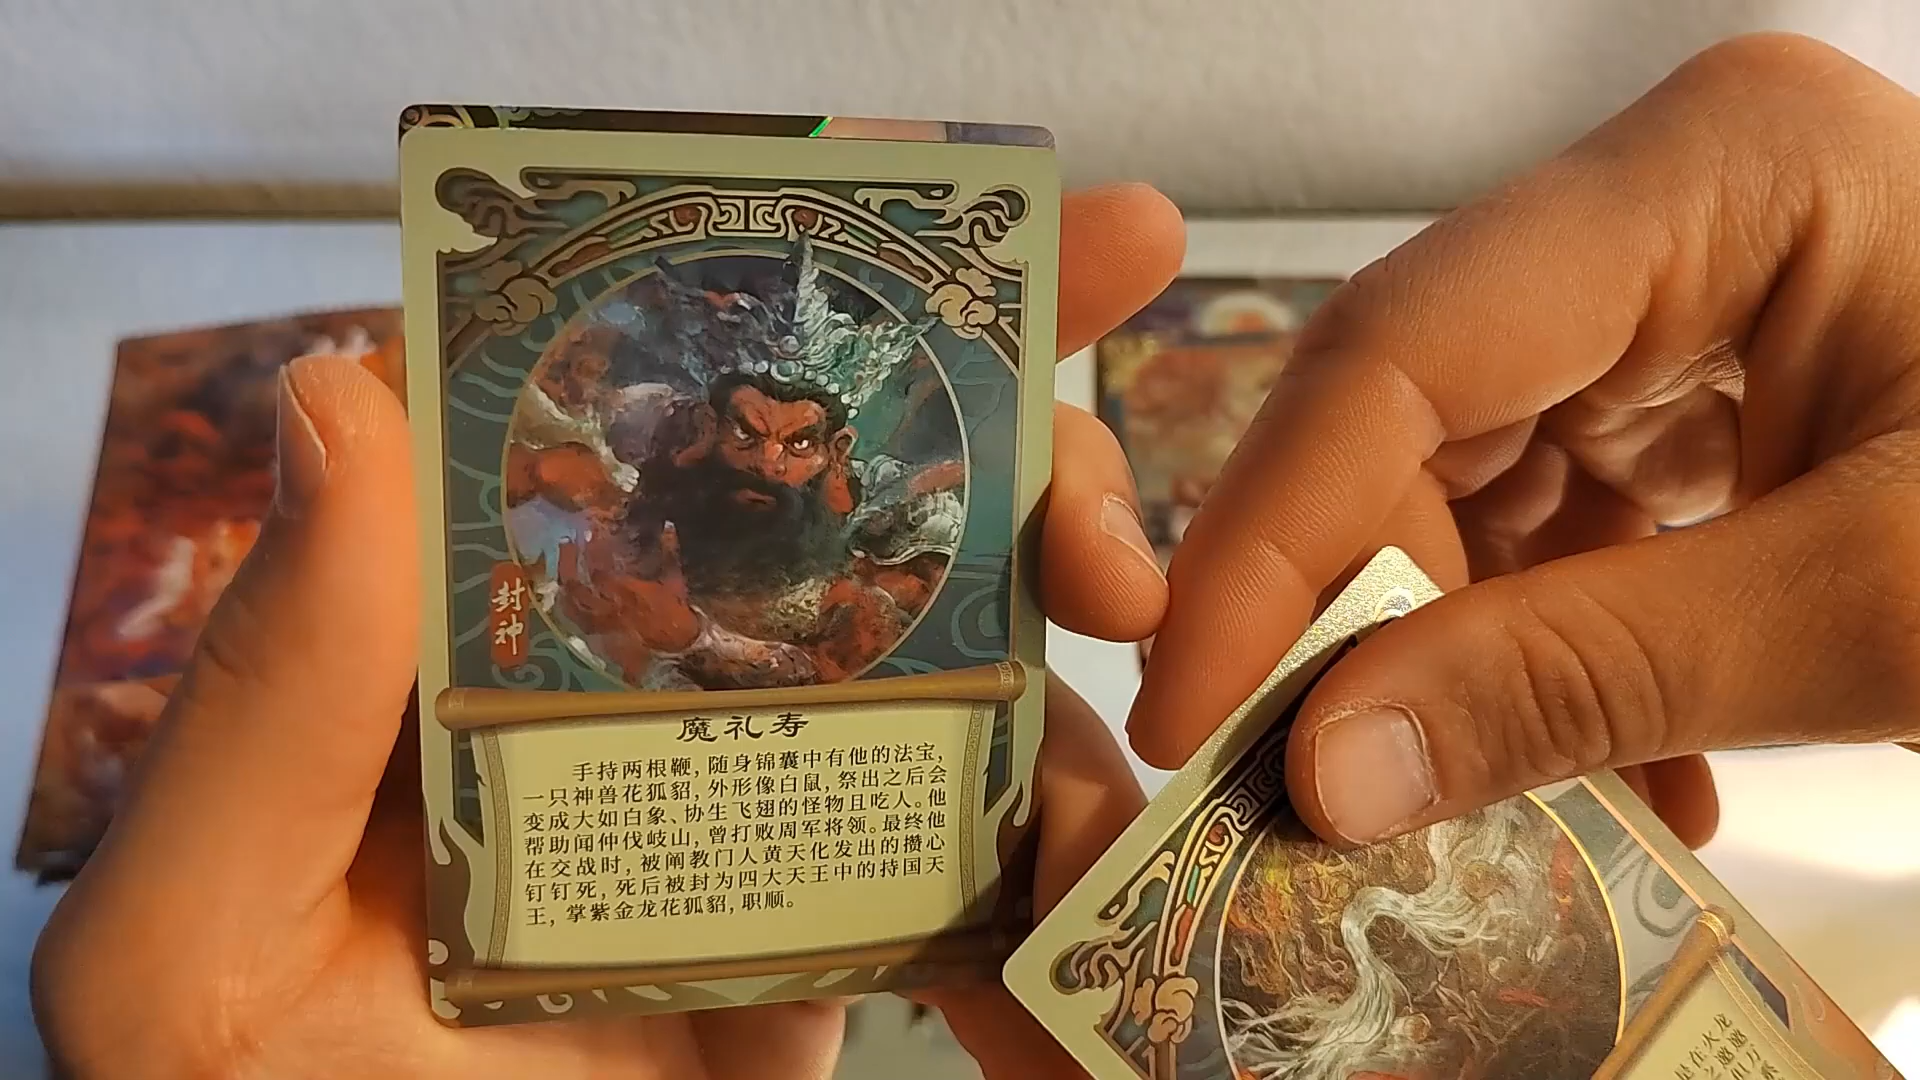 封神
魔礼寿
手持两根鞭，随身锦囊中有他的法宝，
一只神兽花狐貂，外形像白鼠，祭出之后会
变成大如白象、协生飞翅的怪物且吃人。他
帮助闻仲伐岐山，曾打败周军将领。最终他
在交战时，被阐教门人黄天化发出的攒心
钉钉死，死后被封为四大天王中的持国天
王，掌紫金龙花狐貂，职顺。